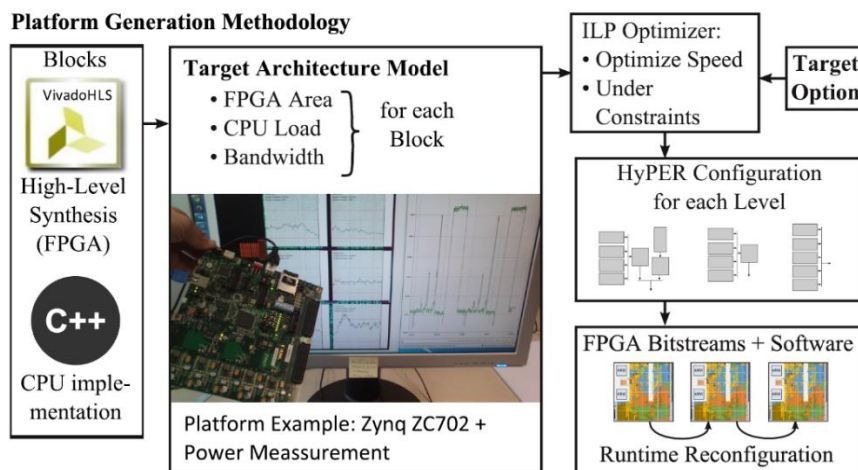 Platform Generation Methodology
Blocks
VivadoHLS
High-Level
Synthesis
(FPGA)
C++
CPU imple-
mentation
Target Architecture Model
• FPGA Area
• CPU Load
• Bandwidth
for each
Block
Platform Example: Zynq ZC702 +
Power Meassurement
ILP Optimizer:
• Optimize Speed
• Under
Constraints
Target
Option
HyPER Configuration
for each Level
FPGA Bitstreams + Software
Runtime Reconfiguration